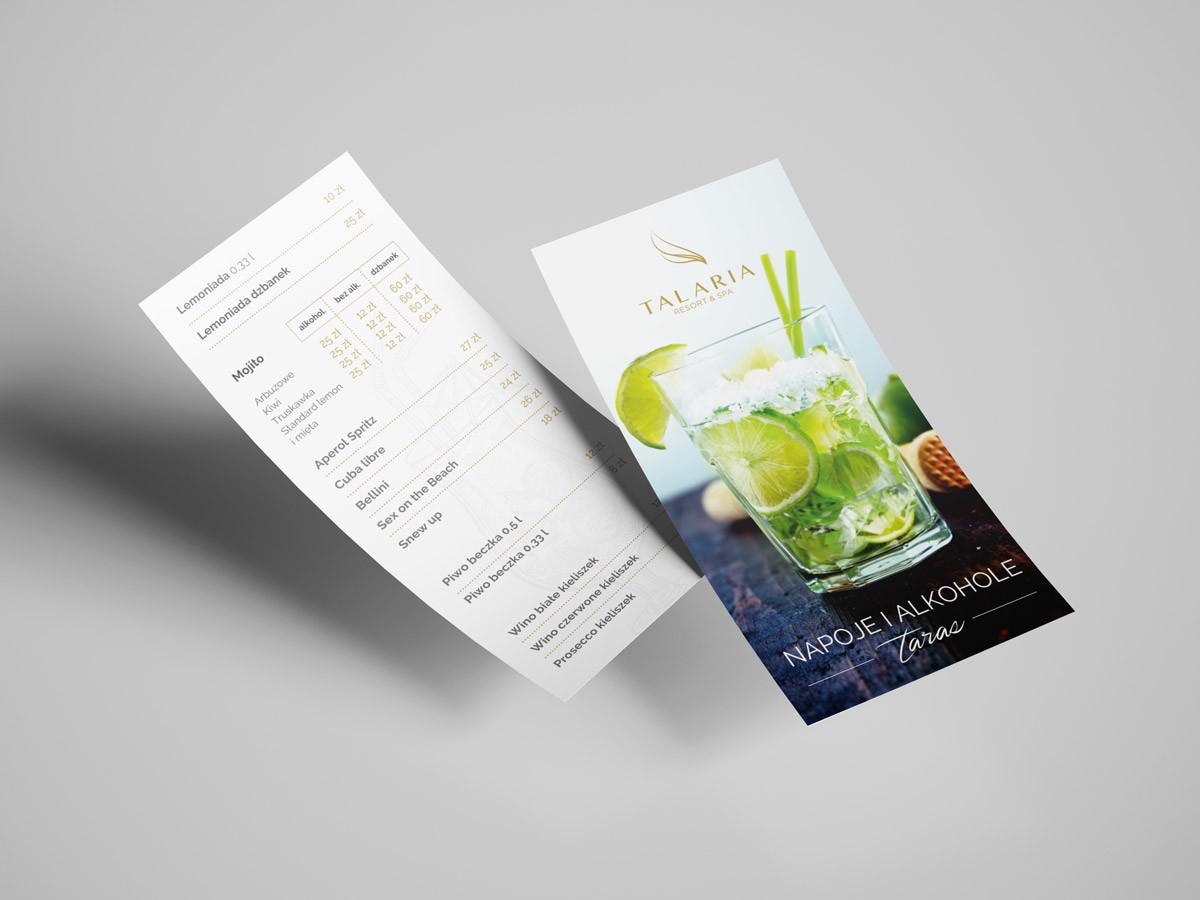 Lemoniada 0.33 l 10 zł
Lemoniada dzbanek 25 zł
alkohol. bez alk. dzbanek
Mojito
Arbuzowe 25 zł 12 zł 60 zł
Kiwi 25 zł 12 zł 60 zł
Truskawka 25 zł 12 zł 60 zł
Standard lemon 25 zł 12 zł 60 zł
i mięta
Aperol Spritz 27 zł
Cuba libre 25 zł
Bellini 24 zł
Sex on the Beach 26 zł
Snew up 18 zł
Piwo beczka 0,5 l 12 zł
Piwo beczka 0,33 l 8 zł
Wino białe kieliszek
Wino czerwone kieliszek
Prosecco kieliszek
TALARIA
RESORT & SPA
NAPOJE I ALKOHOLE
taras